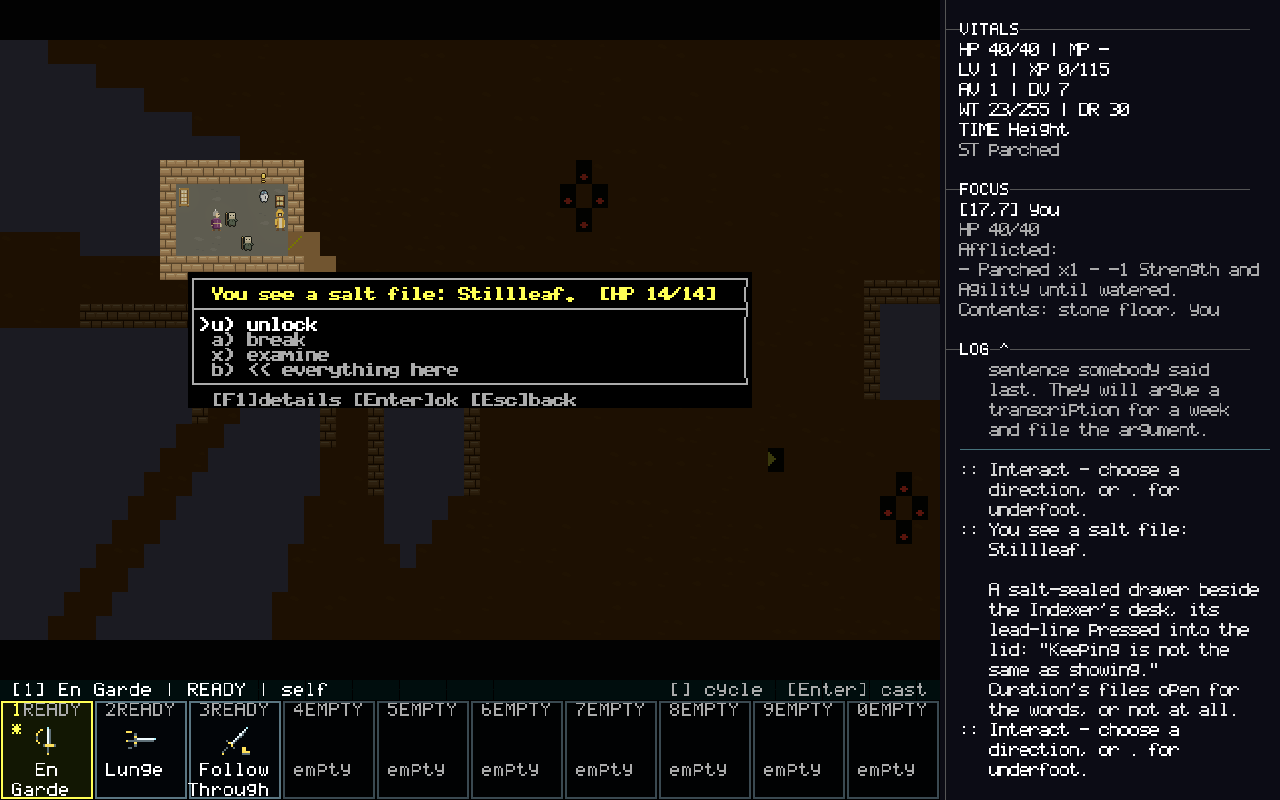 VITALS
HP 40/40 | MP -
LV 1 | XP 0/115
AV 1 | DV 7
WT 23/255 | DR 30
TIME Height
ST Parched
FOCUS
[17,7] You
HP 40/40
Afflicted:
- Parched x1 - -1 Strength and
Agility until watered.
Contents: stone floor, you
LOG ^
sentence somebody said
last. They will argue a
transcription for a week
and file the argument.
:: Interact - choose a
direction, or . for
underfoot.
:: You see a salt file:
Stillleaf.
A salt-sealed drawer beside
the Indexer's desk, its
lead-line pressed into the
lid: "Keeping is not the
same as showing."
Curation's files open for
the words, or not at all.
:: Interact - choose a
direction, or . for
underfoot.
You see a salt file: Stillleaf. [HP 14/14]
>u) unlock
a) break
x) examine
b) << everything here
[F1]details [Enter]ok [Esc]back
[1] En Garde | READY | self
[] cycle [Enter] cast
1READY 2READY 3READY 4EMPTY 5EMPTY 6EMPTY 7EMPTY 8EMPTY 9EMPTY 0EMPTY
*
En Garde
Lunge
Follow Through
empty empty empty empty empty empty empty